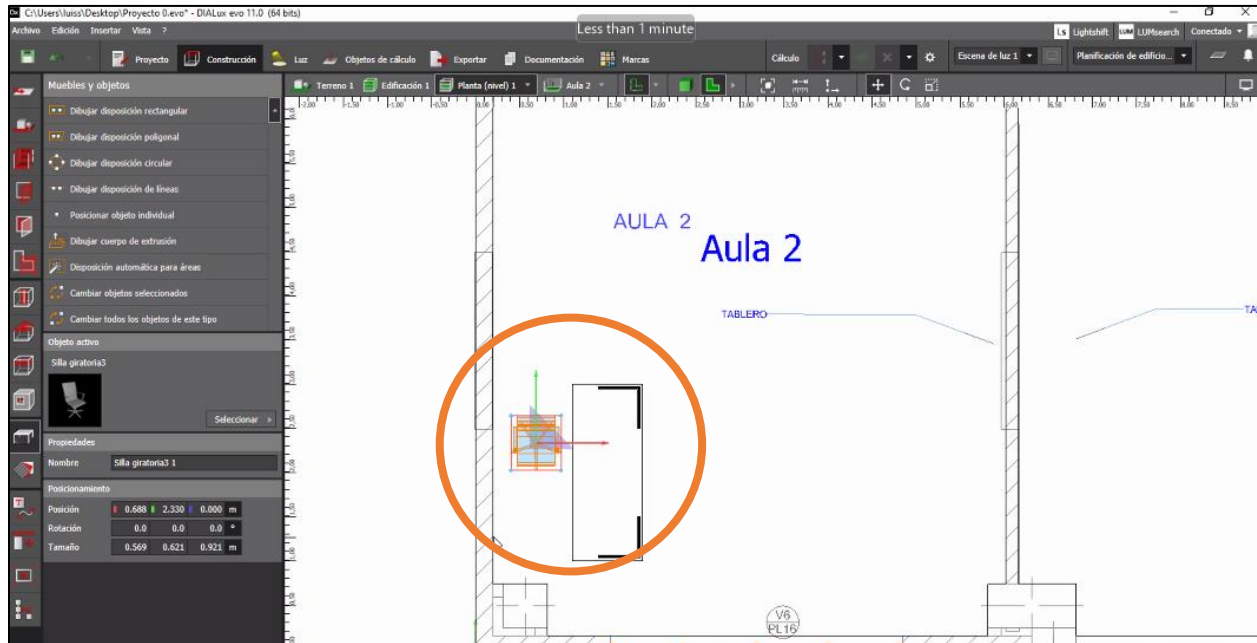 C:\Users\luiss\Desktop\Proyecto 0.evo* - DIALux evo 11.0 (64 bits)
Less than 1 minute
Archivo Edición Insertar Vista ?
Ls Lightshift LUM LUMsearch Conectado
Proyecto Construcción Luz Objetos de cálculo Exportar Documentación Marcas Cálculo Escena de luz 1 Planificación de edificio...
Muebles y objetos
Terreno 1 Edificación 1 Planta (nivel) 1 Aula 2
Dibujar disposición rectangular
Dibujar disposición poligonal
Dibujar disposición circular
Dibujar disposición de líneas
Posicionar objeto individual
Dibujar cuerpo de extrusión
Disposición automática para áreas
Cambiar objetos seleccionados
Cambiar todos los objetos de este tipo
Objeto activo
Silla giratoria3
Seleccionar
Propiedades
Nombre Silla giratoria3 1
Posicionamiento
Posición 0.688 2.330 0.000 m
Rotación 0.0 0.0 0.0 °
Tamaño 0.569 0.621 0.921 m
AULA 2
Aula 2
TABLEIRO
TA
V6
PL16